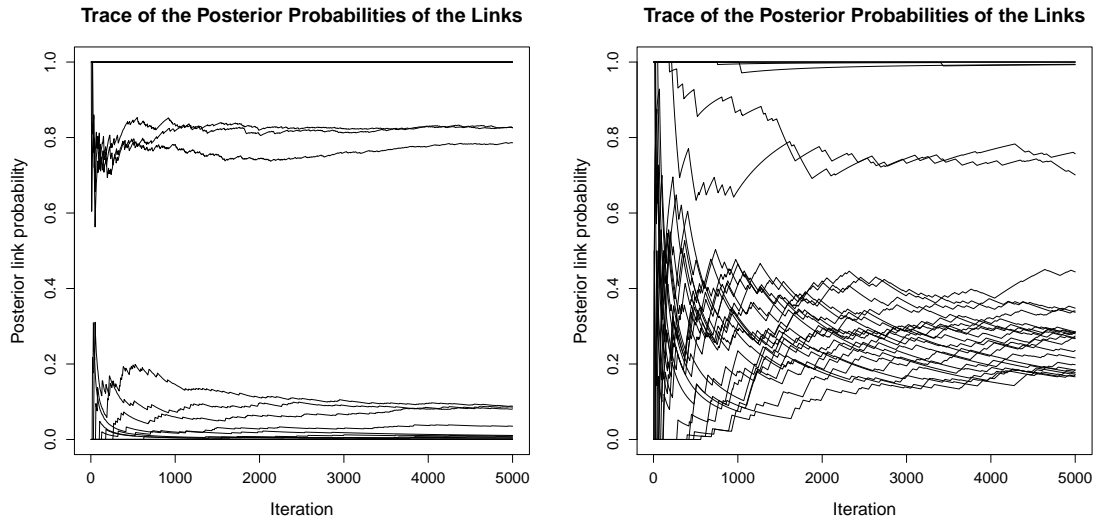 Trace of the Posterior Probabilities of the Links
Posterior link probability
1.0
0.8
0.6
0.4
0.2
0.0
0 1000 2000 3000 4000 5000
Iteration
Trace of the Posterior Probabilities of the Links
Posterior link probability
1.0
0.8
0.6
0.4
0.2
0.0
0 1000 2000 3000 4000 5000
Iteration